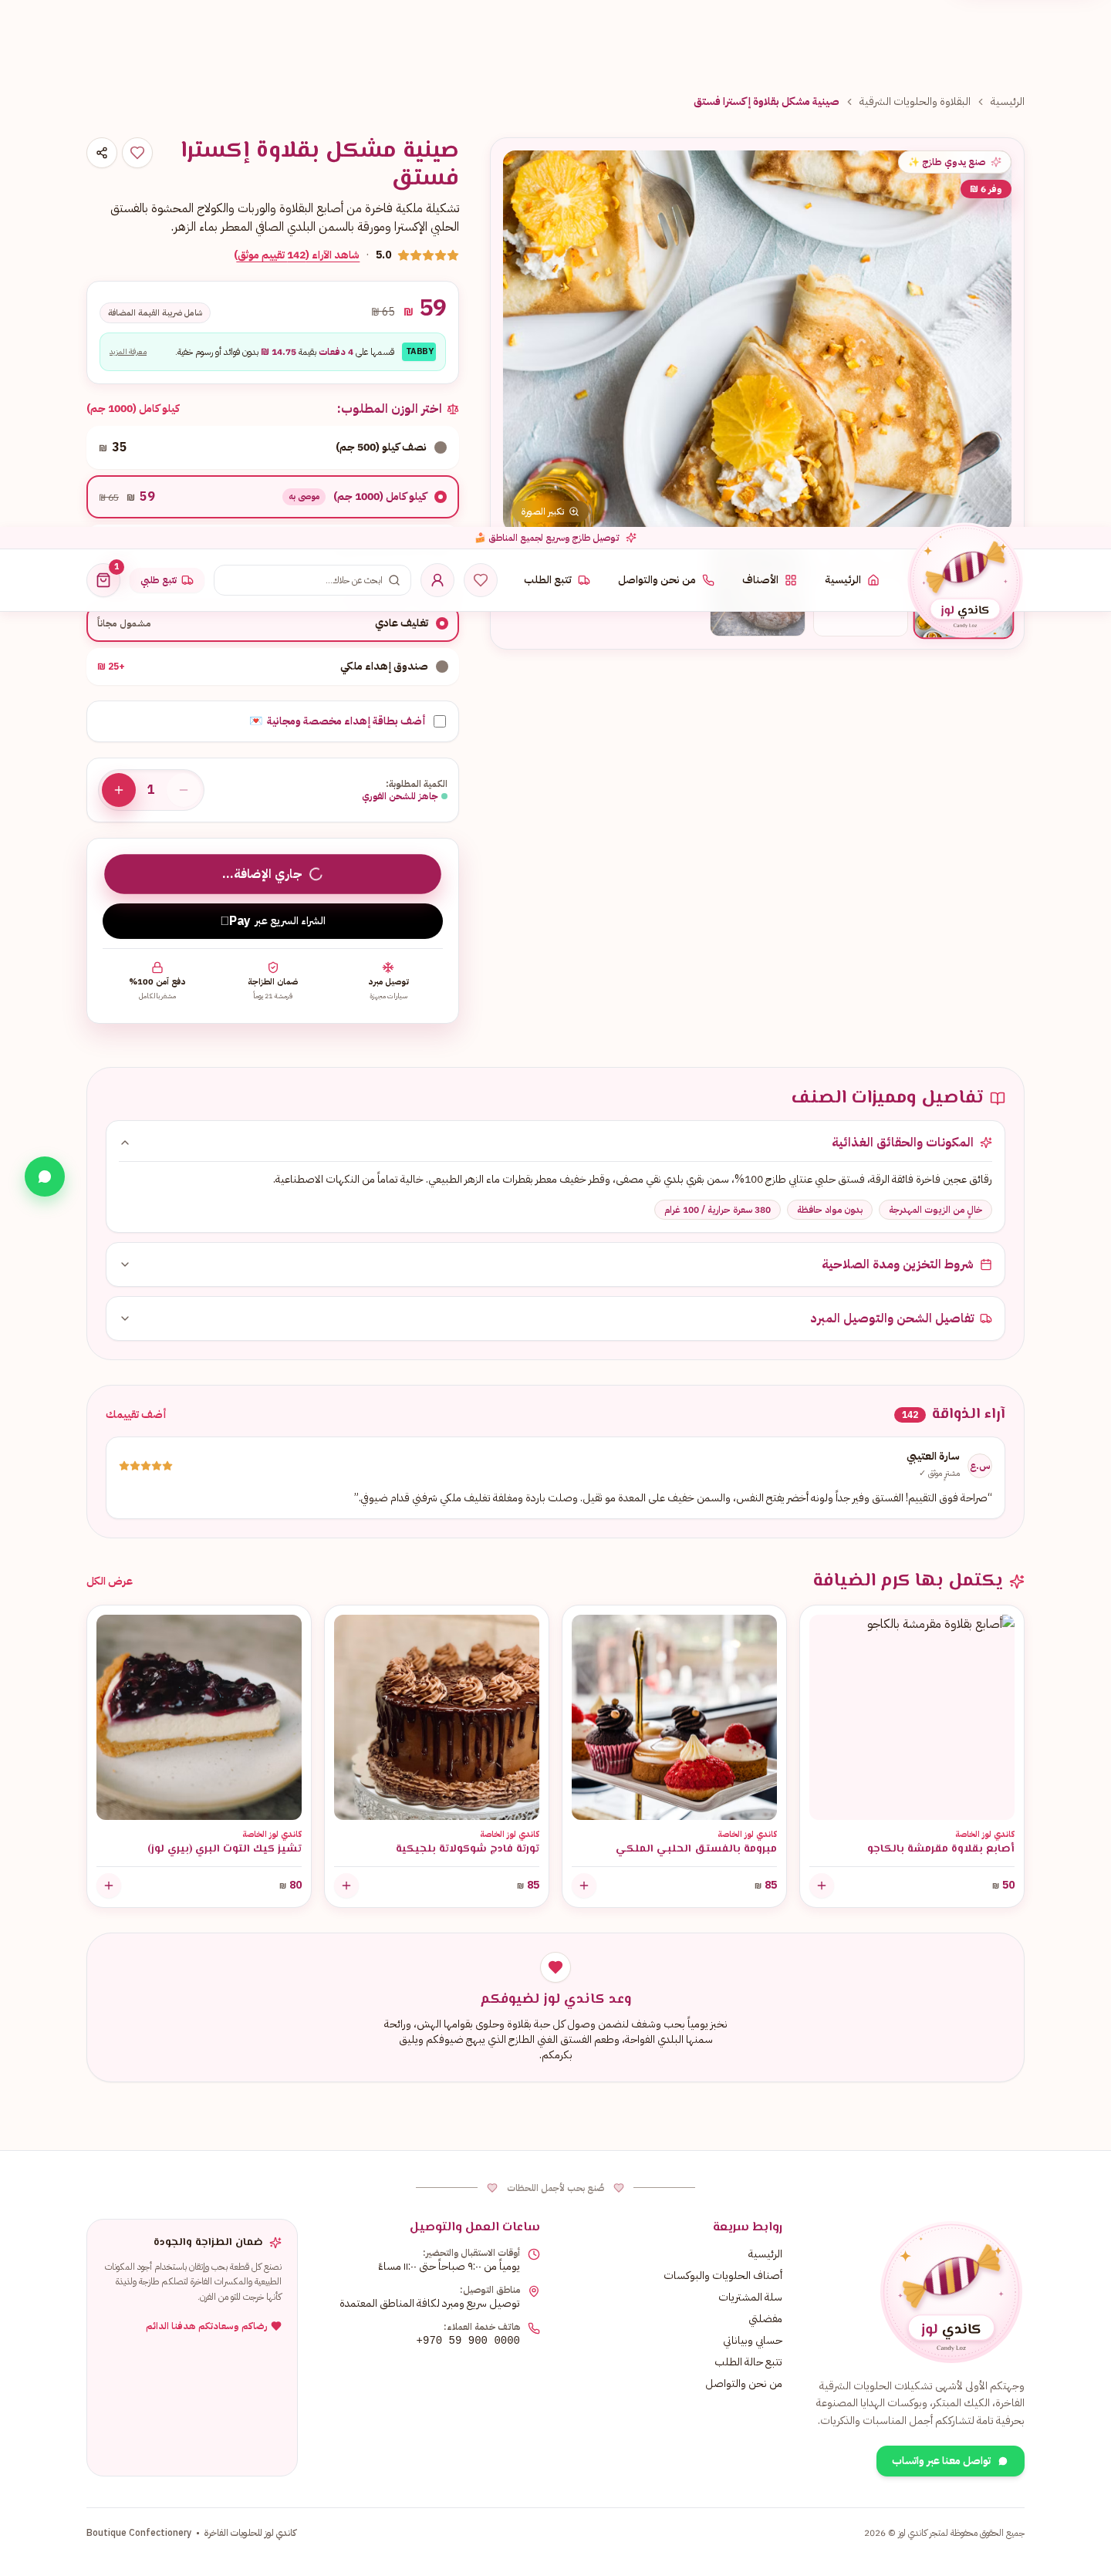 الرئيسية › البقلاوة والحلويات الشرقية › صينية مشكل بقلاوة إكسترا فستق
صنع يدوي طازج ✨
وفر 6 ₪
تكبير الصورة
صينية مشكل بقلاوة إكسترا
فستق
تشكيلة ملكية فاخرة من أصابع البقلاوة والوربات والكولاج المحشوة بالفستق
الحلبي الإكسترا ومورقة بالسمن البلدي الصافي المعطر بماء الزهر.
5.0 · شاهد الآراء (142 تقييم موثق)
59 ₪ 65 ₪
شامل ضريبة القيمة المضافة
TABBY قسمها على 4 دفعات بقيمة 14.75 ₪ بدون فوائد أو رسوم خفية. معرفة المزيد
اختر الوزن المطلوب: كيلو كامل (1000 جم)
نصف كيلو (500 جم) 35 ₪
كيلو كامل (1000 جم) موصى به 59 ₪ 65 ₪
توصيل طازج وسريع لجميع المناطق 🍰
كاندي لوز
Candy Loz
الرئيسية
الأصناف
من نحن والتواصل
تتبع الطلب
ابحث عن حلاك...
تتبع طلبي
1
تغليف عادي مشمول مجاناً
صندوق إهداء ملكي +25 ₪
أضف بطاقة إهداء مخصصة ومجانية 💌
الكمية المطلوبة:
جاهز للشحن الفوري
− 1 +
جاري الإضافة...
الشراء السريع عبر Pay
توصيل مبرد
سيارات مجهزة
ضمان الطزاجة
قرمشة 21 يوماً
دفع آمن 100%
مشفر بالكامل
تفاصيل ومميزات الصنف
المكونات والحقائق الغذائية
رقائق عجين فاخرة فائقة الرقة، فستق حلبي عنتابي طازج 100%، سمن بقري بلدي نقي مصفى، وقطر خفيف معطر بقطرات ماء الزهر الطبيعي. خالية تماماً من النكهات الاصطناعية.
خالٍ من الزيوت المهدرجة
بدون مواد حافظة
380 سعرة حرارية / 100 غرام
شروط التخزين ومدة الصلاحية
تفاصيل الشحن والتوصيل المبرد
آراء الذواقة 142
أضف تقييمك
س.ع
سارة العتيبي
مشترٍ موثق ✓
“صراحة فوق التقييم! الفستق وفير جداً ولونه أخضر يفتح النفس، والسمن خفيف على المعدة مو ثقيل. وصلت باردة ومغلفة تغليف ملكي شرفني قدام ضيوفي.”
يكتمل بها كرم الضيافة
عرض الكل
أصابع بقلاوة مقرمشة بالكاجو
كاندي لوز الخاصة
أصابع بقلاوة مقرمشة بالكاجو
50 ₪
كاندي لوز الخاصة
مبرومة بالفستق الحلبي الملكي
85 ₪
كاندي لوز الخاصة
تورتة فادج شوكولاتة بلجيكية
85 ₪
كاندي لوز الخاصة
تشيز كيك التوت البري (بيري لوز)
80 ₪
وعد كاندي لوز لضيوفكم
نخبز يومياً بحب وشغف لنضمن وصول كل حبة بقلاوة وحلوى بقوامها الهش، ورائحة
سمنها البلدي الفواحة، وطعم الفستق الغني الطازج الذي يبهج ضيوفكم ويليق
بكرمكم.
صُنع بحب لأجمل اللحظات
كاندي لوز
Candy Loz
وجهتكم الأولى لأشهى تشكيلات الحلويات الشرقية
الفاخرة، الكيك المبتكر، وبوكسات الهدايا المصنوعة
بحرفية تامة لتشارككم أجمل المناسبات والذكريات.
تواصل معنا عبر واتساب
روابط سريعة
الرئيسية
أصناف الحلويات والبوكسات
سلة المشتريات
مفضلتي
حسابي وبياناتي
تتبع حالة الطلب
من نحن والتواصل
ساعات العمل والتوصيل
أوقات الاستقبال والتحضير:
يومياً من ٩:٠٠ صباحاً حتى ١١:٠٠ مساءً
مناطق التوصيل:
توصيل سريع ومبرد لكافة المناطق المعتمدة
هاتف خدمة العملاء:
+970 59 900 0000
ضمان الطزاجة والجودة
نصنع كل قطعة بحب وإتقان باستخدام أجود المكونات
الطبيعية والمكسرات الفاخرة لتصلكم طازجة ولذيذة
كأنها خرجت للتو من الفرن.
رضاكم وسعادتكم هدفنا الدائم
جميع الحقوق محفوظة لمتجر كاندي لوز © 2026
كاندي لوز للحلويات الفاخرة • Boutique Confectionery